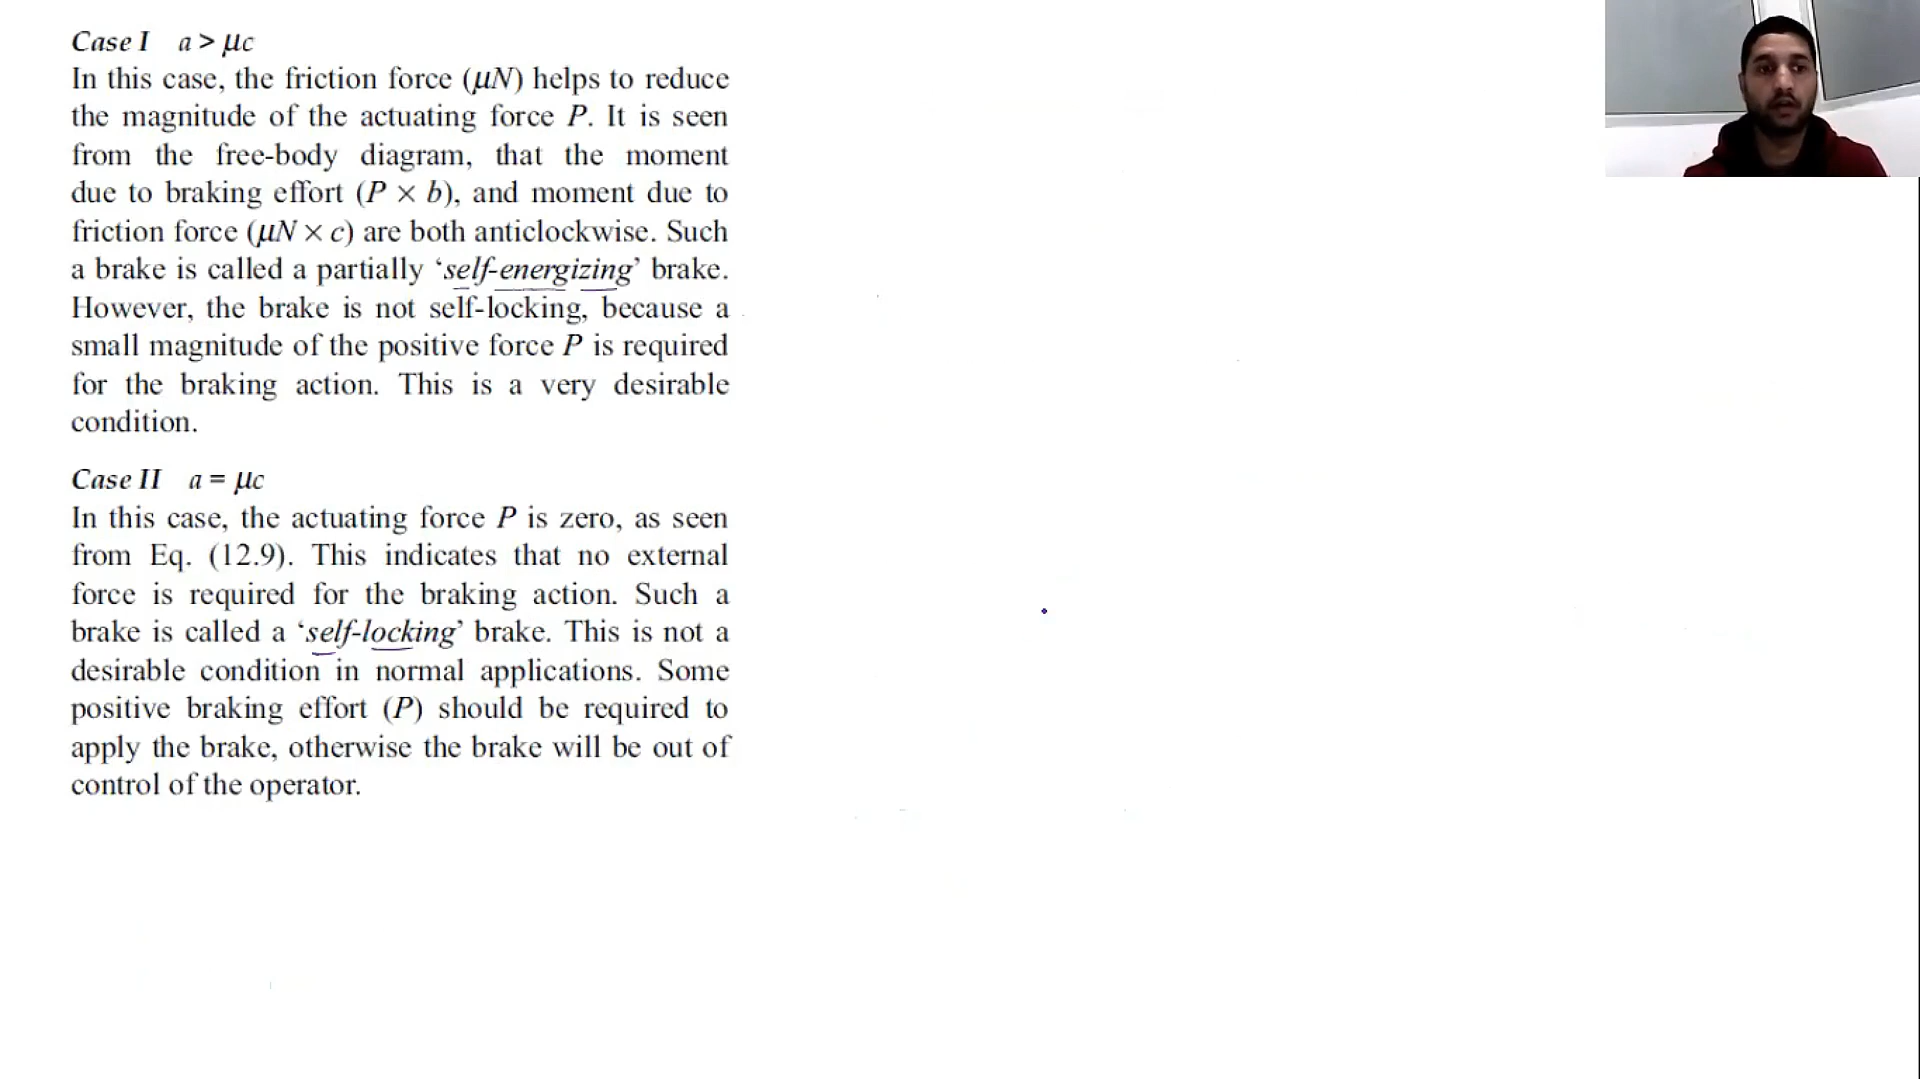 Case I a > μc
In this case, the friction force (μN) helps to reduce
the magnitude of the actuating force P. It is seen
from the free-body diagram, that the moment
due to braking effort (P × b), and moment due to
friction force (μN × c) are both anticlockwise. Such
a brake is called a partially ‘self-energizing’ brake.
However, the brake is not self-locking, because a
small magnitude of the positive force P is required
for the braking action. This is a very desirable
condition.
Case II a = μc
In this case, the actuating force P is zero, as seen
from Eq. (12.9). This indicates that no external
force is required for the braking action. Such a
brake is called a ‘self-locking’ brake. This is not a
desirable condition in normal applications. Some
positive braking effort (P) should be required to
apply the brake, otherwise the brake will be out of
control of the operator.